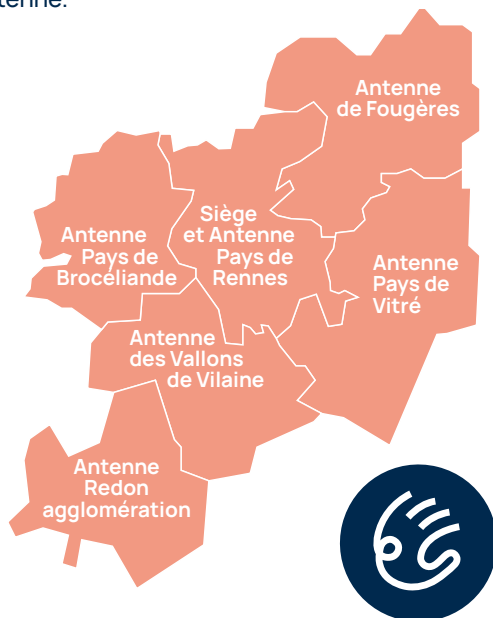 Antenne
de Fougères
Siège
et Antenne
Pays de
Rennes
Antenne
Pays de
Brocéliande
Antenne
Pays de
Vitré
Antenne
des Vallons
de Vilaine
Antenne
Redon
agglomération